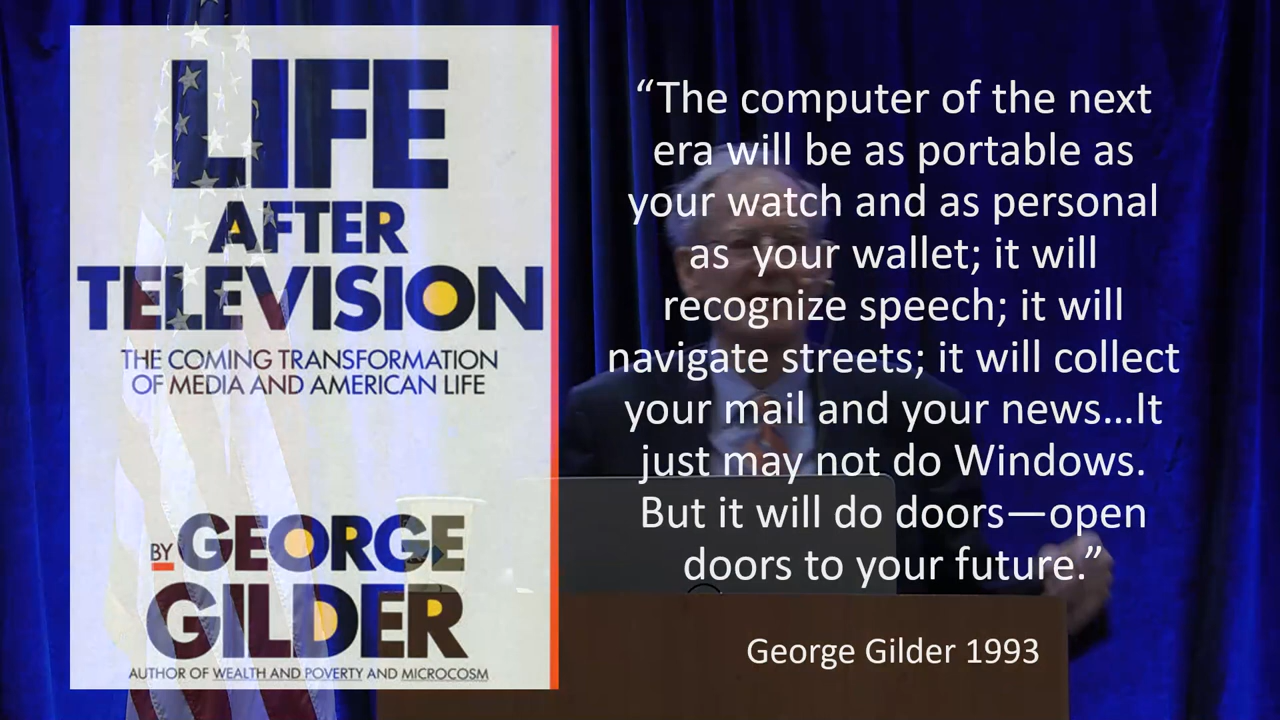 LIFE
AFTER
TELEVISION
THE COMING TRANSFORMATION
OF MEDIA AND AMERICAN LIFE
BY GEORGE
GILDER
AUTHOR OF WEALTH AND POVERTY AND MICROCOSM
“The computer of the next
era will be as portable as
your watch and as personal
as your wallet; it will
recognize speech; it will
navigate streets; it will collect
your mail and your news…It
just may not do Windows.
But it will do doors—open
doors to your future.”
George Gilder 1993